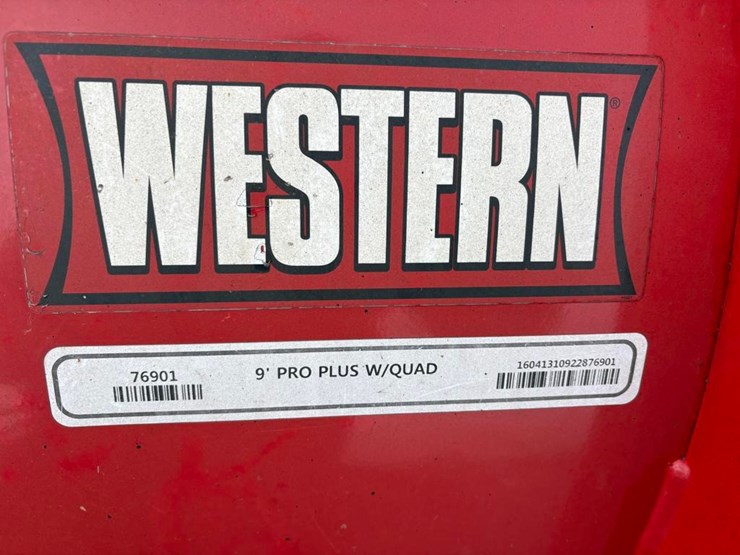 WESTERN®
76901
9' PRO PLUS W/QUAD
16041310922876901